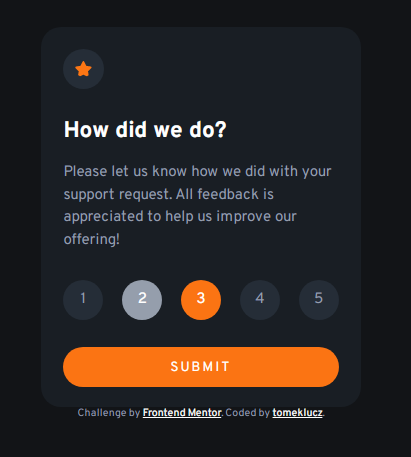 How did we do?
Please let us know how we did with your
support request. All feedback is
appreciated to help us improve our
offering!
1 2 3 4 5
SUBMIT
Challenge by Frontend Mentor. Coded by tomeklucz.